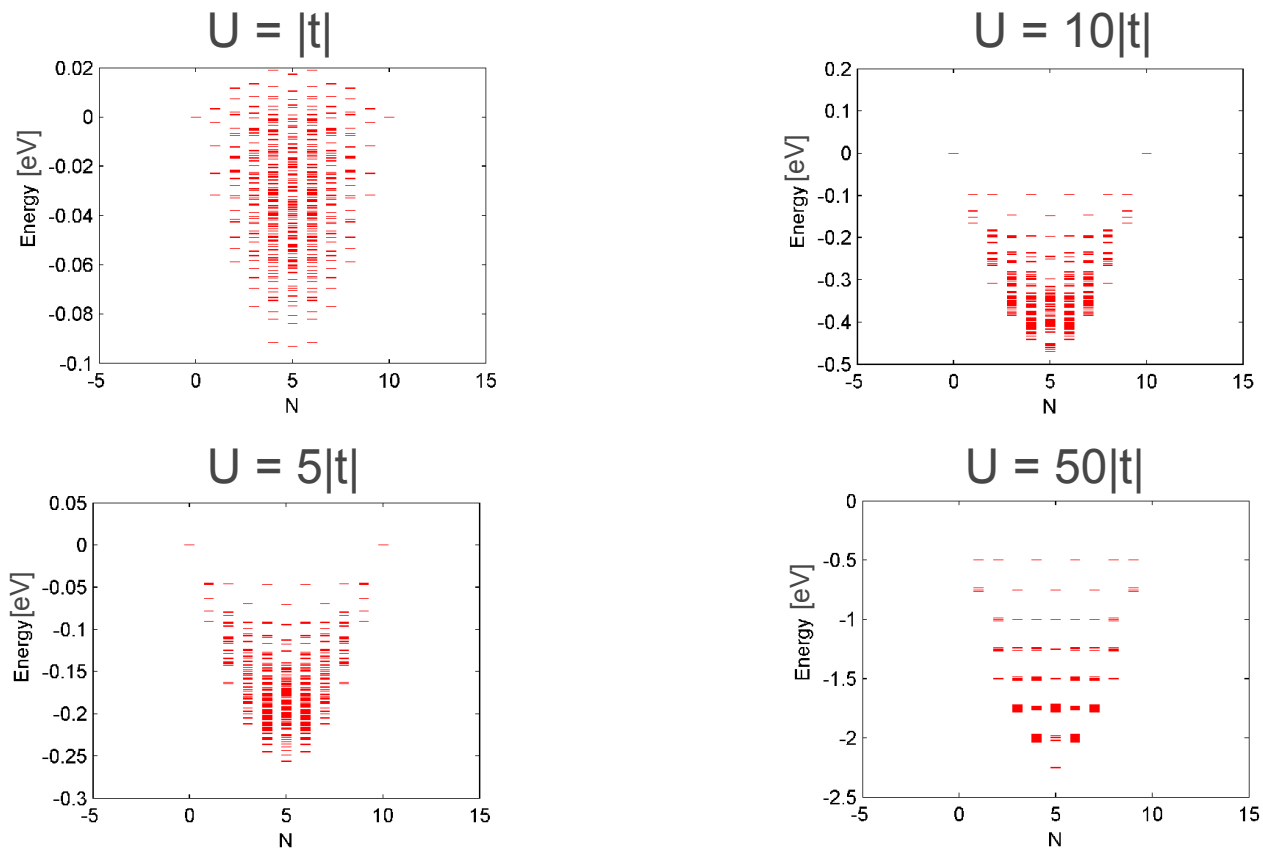 U = |t|
0.02
0
-0.02
-0.04
-0.06
-0.08
-0.1
Energy [eV]
-5 0 5 10 15
N
U = 10|t|
0.2
0.1
0
-0.1
-0.2
-0.3
-0.4
-0.5
Energy [eV]
-5 0 5 10 15
N
U = 5|t|
0.05
0
-0.05
-0.1
-0.15
-0.2
-0.25
-0.3
Energy [eV]
-5 0 5 10 15
N
U = 50|t|
0
-0.5
-1
-1.5
-2
-2.5
Energy [eV]
-5 0 5 10 15
N